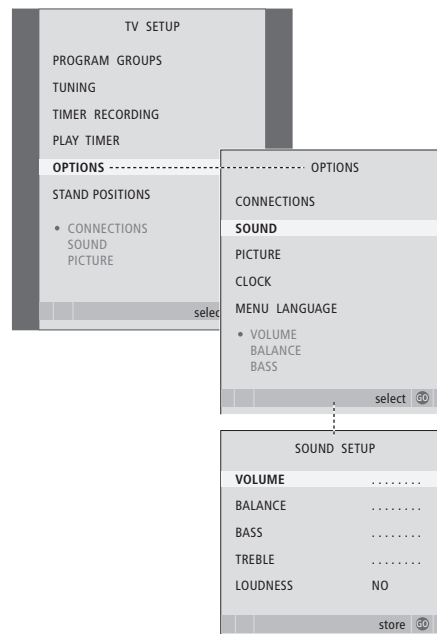 TV SETUP
PROGRAM GROUPS
TUNING
TIMER RECORDING
PLAY TIMER
OPTIONS
STAND POSITIONS
• CONNECTIONS
SOUND
PICTURE
selec
OPTIONS
CONNECTIONS
SOUND
PICTURE
CLOCK
MENU LANGUAGE
• VOLUME
BALANCE
BASS
select GO
SOUND SETUP
VOLUME ........
BALANCE ........
BASS ........
TREBLE ........
LOUDNESS NO
store GO